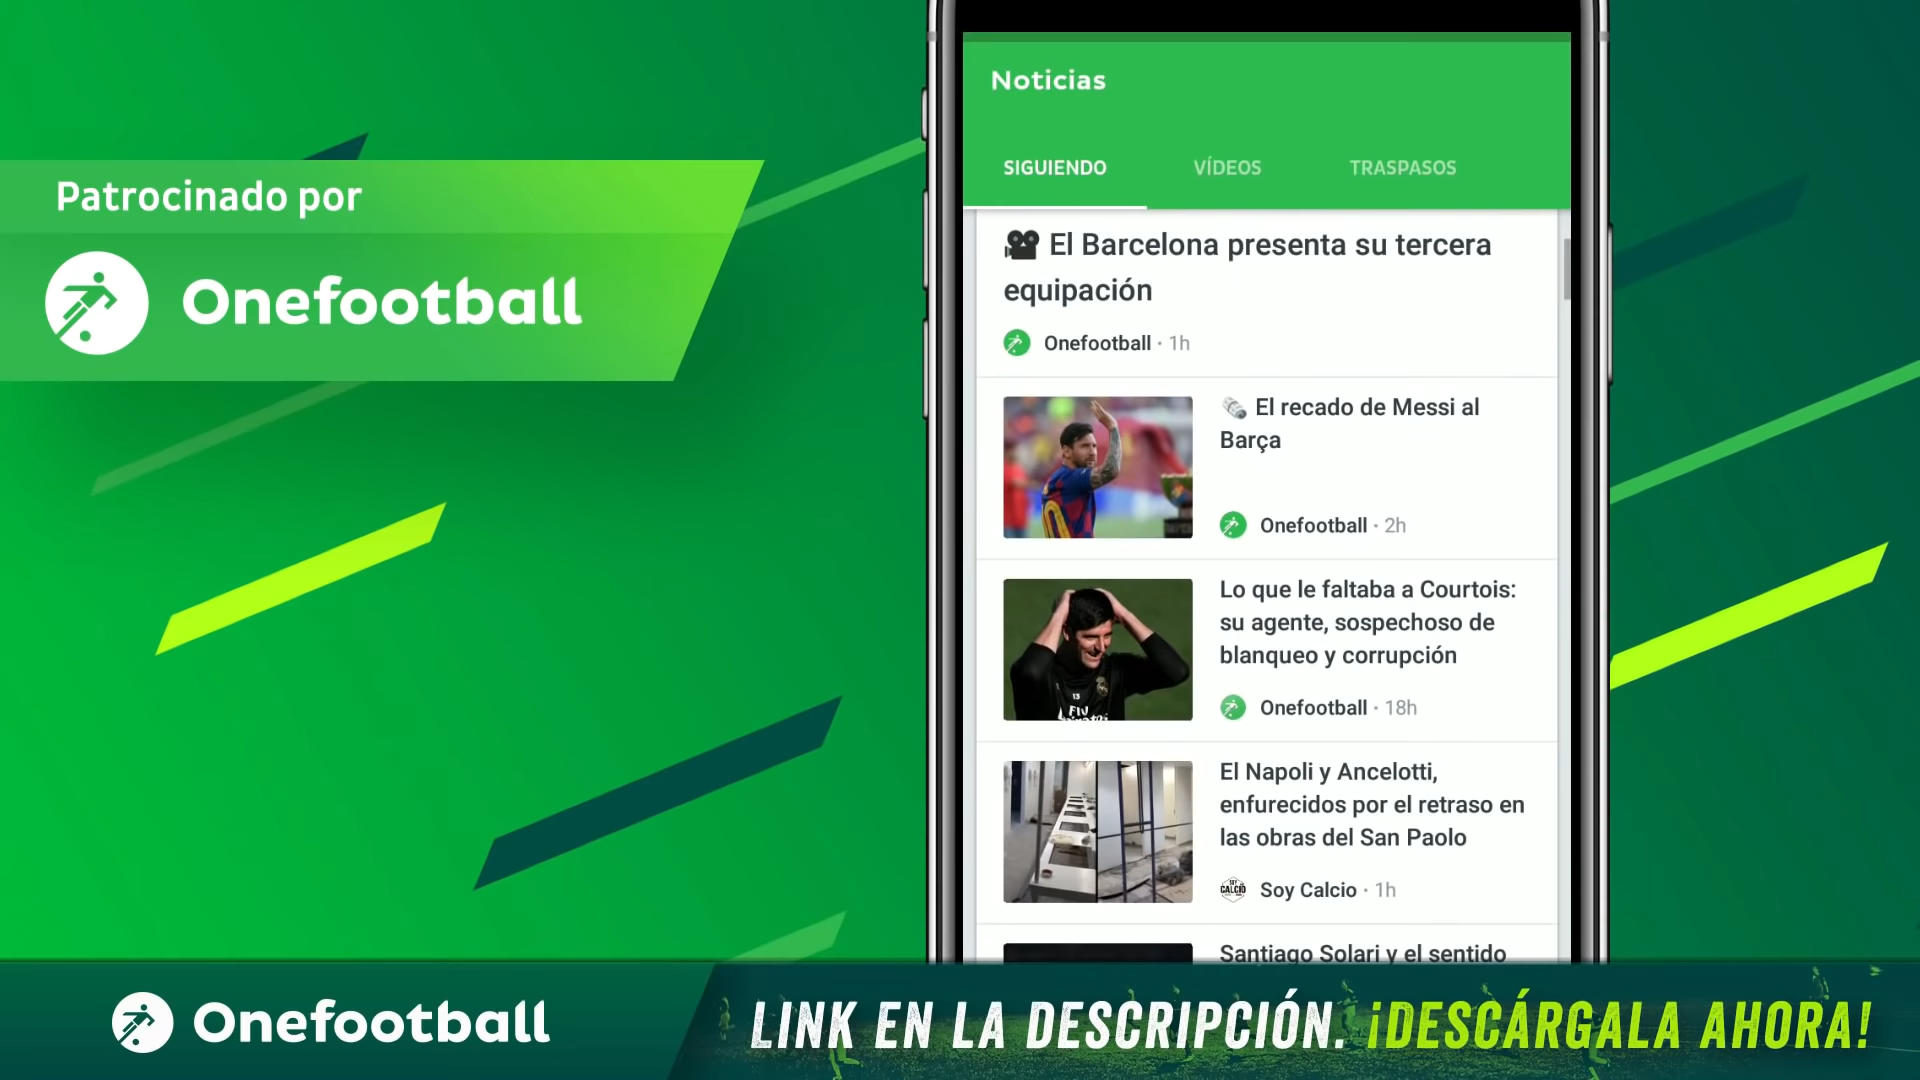 Patrocinado por
Onefootball
Noticias
SIGUIENDO
VÍDEOS
TRASPASOS
El Barcelona presenta su tercera
equipación
Onefootball · 1h
El recado de Messi al
Barça
Onefootball · 2h
Lo que le faltaba a Courtois:
su agente, sospechoso de
blanqueo y corrupción
Onefootball · 18h
El Napoli y Ancelotti,
enfurecidos por el retraso en
las obras del San Paolo
Soy Calcio · 1h
Santiago Solari y el sentido
Onefootball
LINK EN LA DESCRIPCIÓN. ¡DESCÁRGALA AHORA!